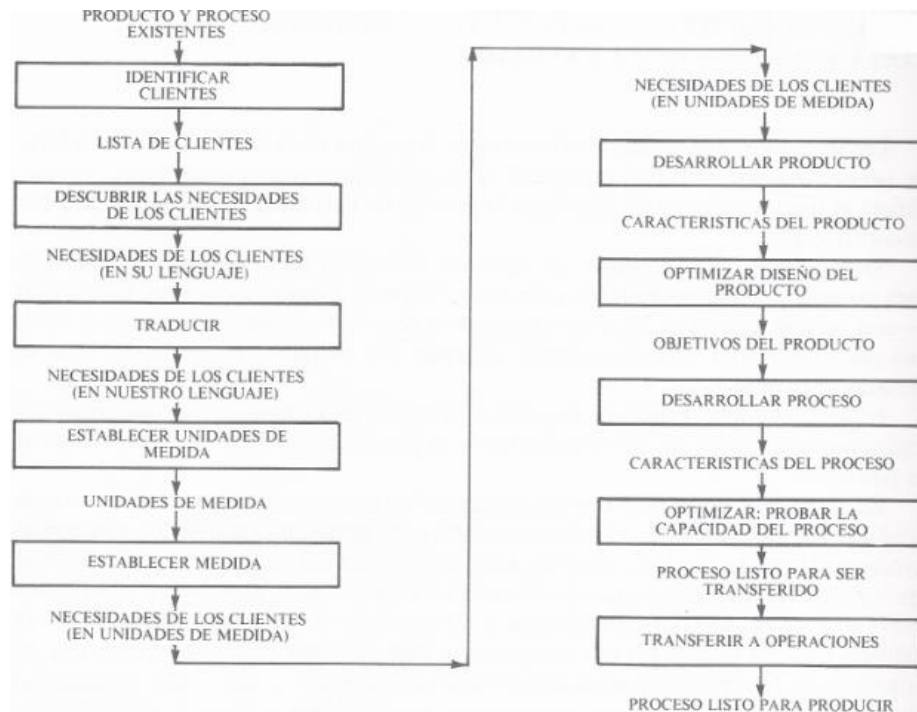 PRODUCTO Y PROCESO
EXISTENTES
IDENTIFICAR
CLIENTES
LISTA DE CLIENTES
DESCUBRIR LAS NECESIDADES
DE LOS CLIENTES
NECESIDADES DE LOS CLIENTES
(EN SU LENGUAJE)
TRADUCIR
NECESIDADES DE LOS CLIENTES
(EN NUESTRO LENGUAJE)
ESTABLECER UNIDADES DE
MEDIDA
UNIDADES DE MEDIDA
ESTABLECER MEDIDA
NECESIDADES DE LOS CLIENTES
(EN UNIDADES DE MEDIDA)
NECESIDADES DE LOS CLIENTES
(EN UNIDADES DE MEDIDA)
DESARROLLAR PRODUCTO
CARACTERISTICAS DEL PRODUCTO
OPTIMIZAR DISEÑO DEL
PRODUCTO
OBJETIVOS DEL PRODUCTO
DESARROLLAR PROCESO
CARACTERISTICAS DEL PROCESO
OPTIMIZAR: PROBAR LA
CAPACIDAD DEL PROCESO
PROCESO LISTO PARA SER
TRANSFERIDO
TRANSFERIR A OPERACIONES
PROCESO LISTO PARA PRODUCIR